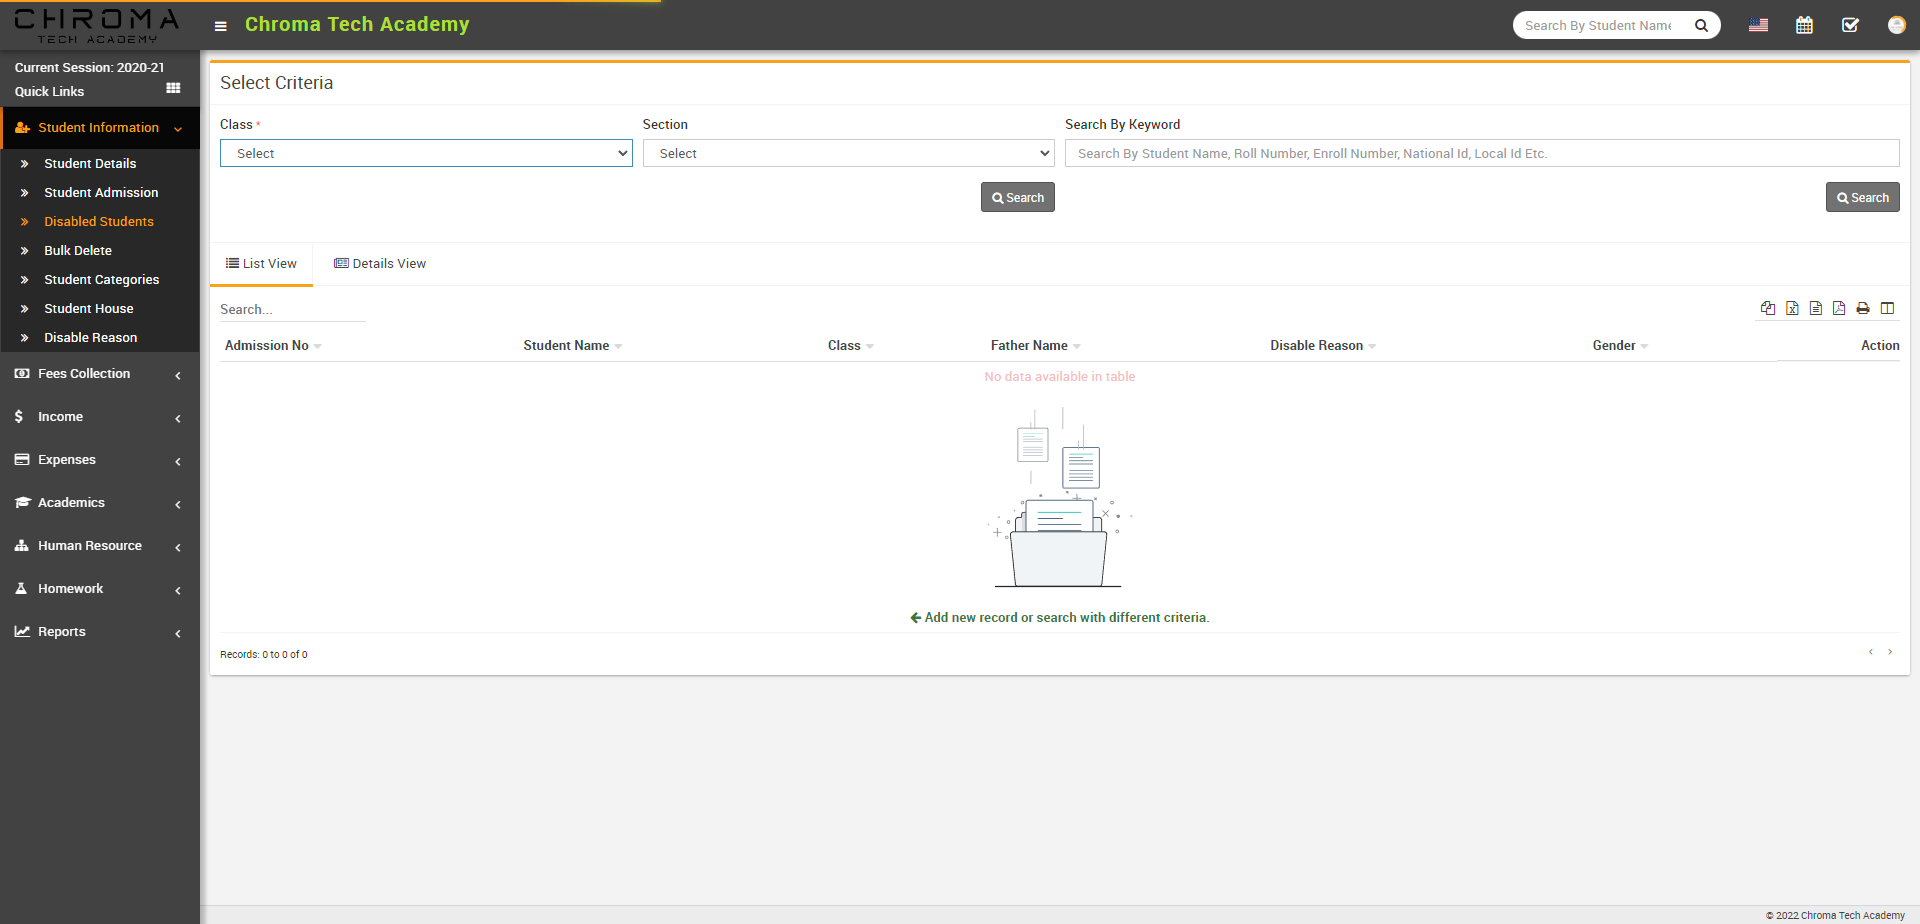 CHROMA
TECH ACADEMY
Chroma Tech Academy
Search By Student Name
Current Session: 2020-21
Quick Links
Student Information
Student Details
Student Admission
Disabled Students
Bulk Delete
Student Categories
Student House
Disable Reason
Fees Collection
Income
Expenses
Academics
Human Resource
Homework
Reports
Select Criteria
Class *
Section
Search By Keyword
Select
Select
Search By Student Name, Roll Number, Enroll Number, National Id, Local Id Etc.
Search
Search
List View
Details View
Search...
Admission No
Student Name
Class
Father Name
Disable Reason
Gender
Action
No data available in table
Add new record or search with different criteria.
Records: 0 to 0 of 0
© 2022 Chroma Tech Academy